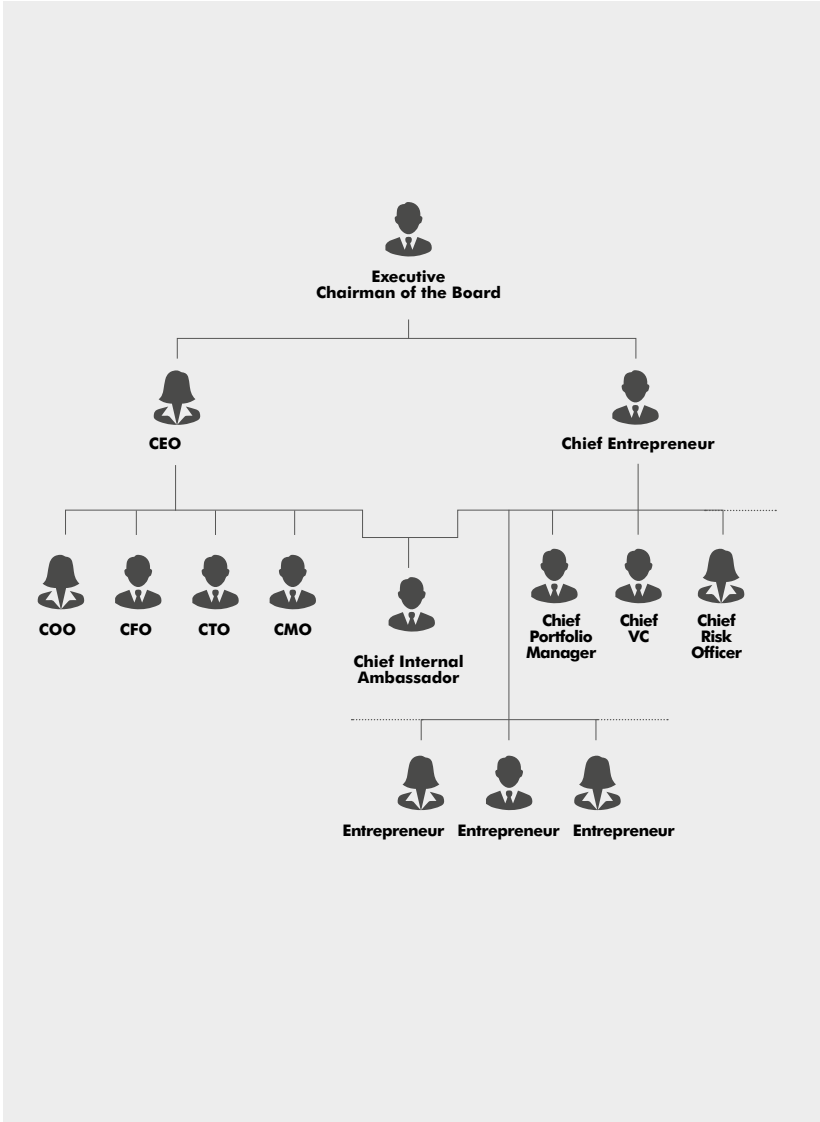 Executive
Chairman of the Board
CEO
Chief Entrepreneur
COO
CFO
CTO
CMO
Chief Internal
Ambassador
Chief
Portfolio
Manager
Chief
VC
Chief
Risk
Officer
Entrepreneur
Entrepreneur
Entrepreneur